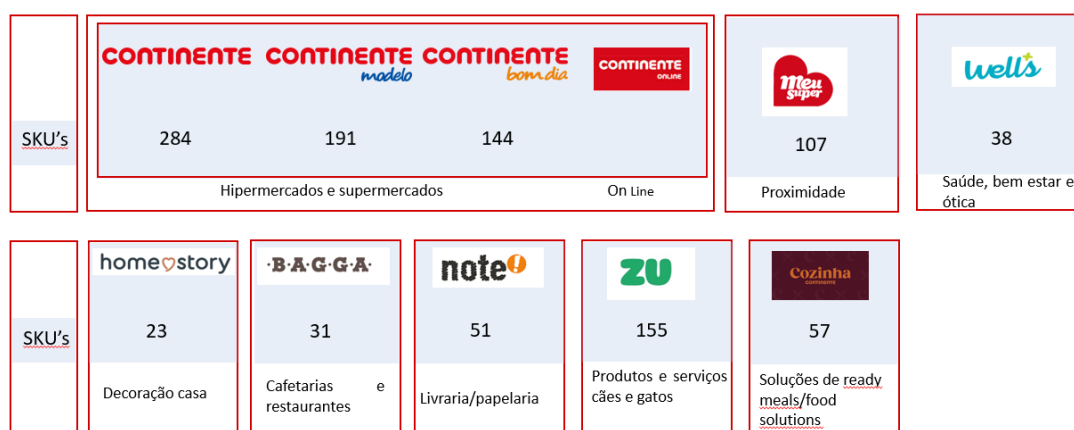 CONTINENTE CONTINENTE CONTINENTE CONTINENTE
modelo bom dia ONLINE
Meu
super
well's
SKU's 284 191 144 107 38
Hipermercados e supermercados On Line Proximidade
Saúde, bem estar e
ótica
home story ·B·A·G·G·A· note! ZU Cozinha
CONTINENTE
SKU's 23 31 51 155 57
Decoração casa
Cafetarias e
restaurantes
Livraria/papelaria
Produtos e serviços
cães e gatos
Soluções de ready
meals/food
solutions